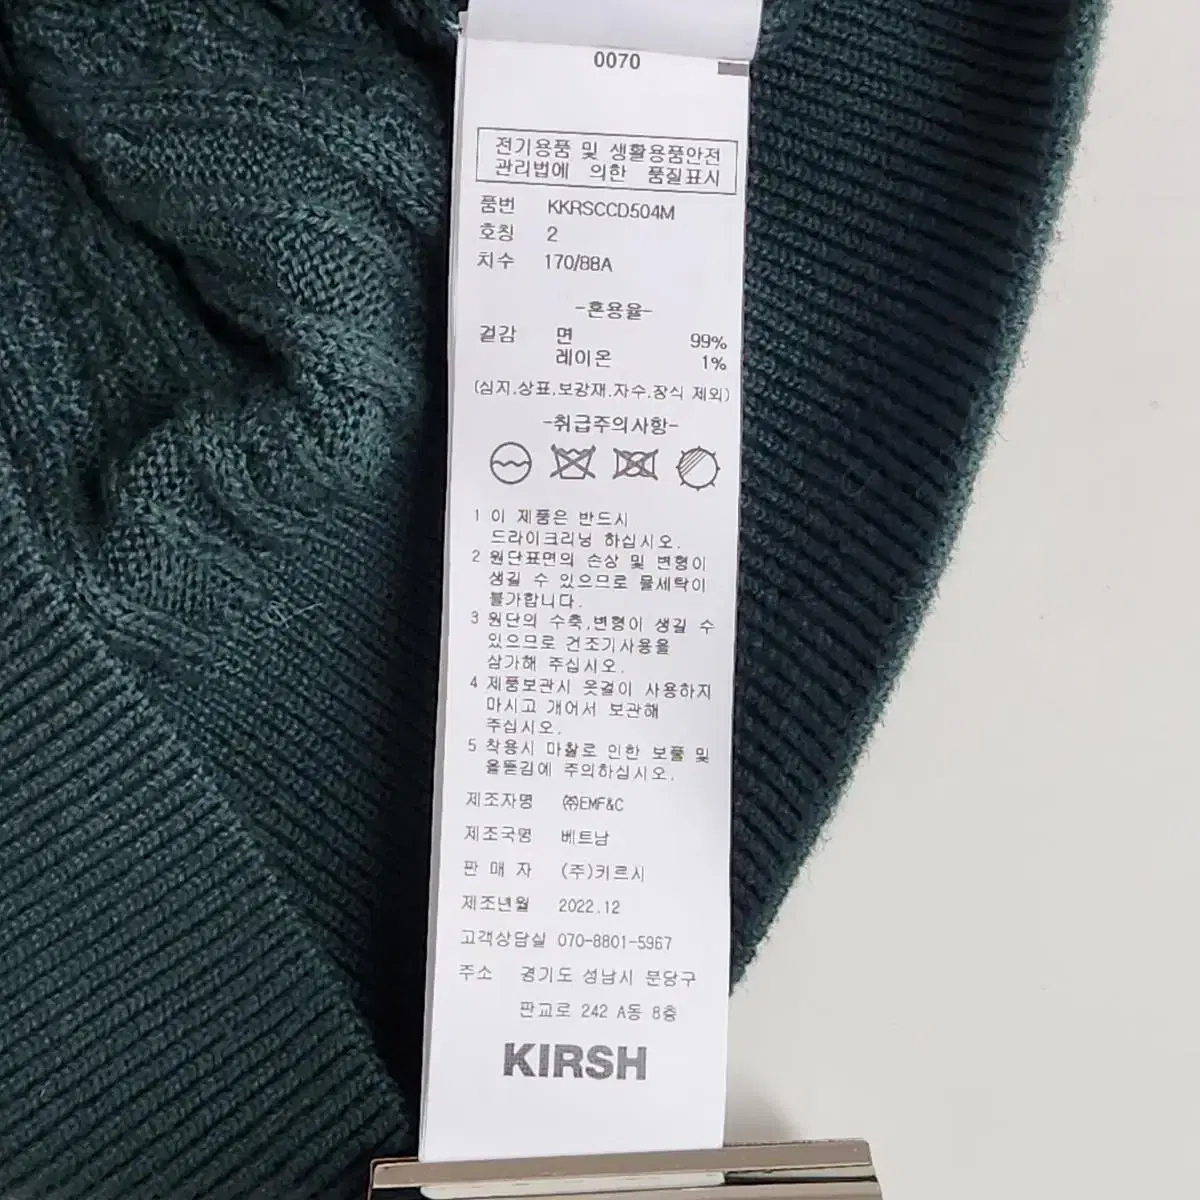 0070
전기용품 및 생활용품안전
관리법에 의한 품질표시
품번 KKRSCCD504M
호칭 2
치수 170/88A
-혼용율-
겉감 면 99%
레이온 1%
(심지,상표,보강재,자수,장식 제외)
-취급주의사항-
1 이 제품은 반드시
드라이크리닝 하십시오.
2 원단표면의 손상 및 변형이
생길 수 있으므로 물세탁이
불가합니다.
3 원단의 수축,변형이 생길 수
있으므로 건조기사용을
삼가해 주십시오.
4 제품보관시 옷걸이 사용하지
마시고 개어서 보관해
주십시오.
5 착용시 마찰로 인한 보풀 및
올뜯김에 주의하십시오.
제조자명 ㈜EMF&C
제조국명 베트남
판 매 자 (주)키르시
제조년월 2022.12
고객상담실 070-8801-5967
주소 경기도 성남시 분당구
판교로 242 A동 8층
KIRSH